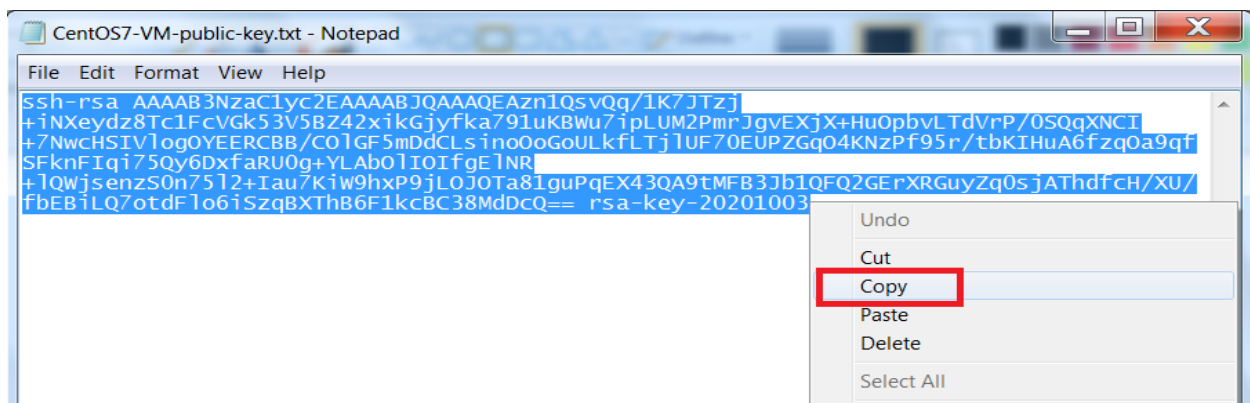 CentOS7-VM-public-key.txt - Notepad
File Edit Format View Help
ssh-rsa AAAAB3NzaC1yc2EAAAABJQAAAQEAzn1QsvQq/1K7JTzj
+iNXeydz8Tc1FcVGk53V5BZ42xikGjyfka791uKBWu7ipLUM2PmrJgvEXjX+HuOpbvLTdVrP/0SQqXNCI
+7NwcHSIVlogOYEERCBB/COlGF5mDdCLsinoOoGoULkfLTjlUF70EUPZGqO4KNzPf95r/tbKIHuA6fzqOa9qf
SFknFIqi75Qy6DxfaRU0g+YLAbOlIOIfgElNR
+lQWjsenzS0n75l2+Iau7KiW9hxP9jLOJOTa81guPqEX43QA9tMFB3Jb1QFQ2GErXRGuyZq0sjAThdfcH/XU/
fbEBiLQ7otdFlo6iSzqBXThB6F1kcBC38MdDcQ== rsa-key-20201003
Undo
Cut
Copy
Paste
Delete
Select All